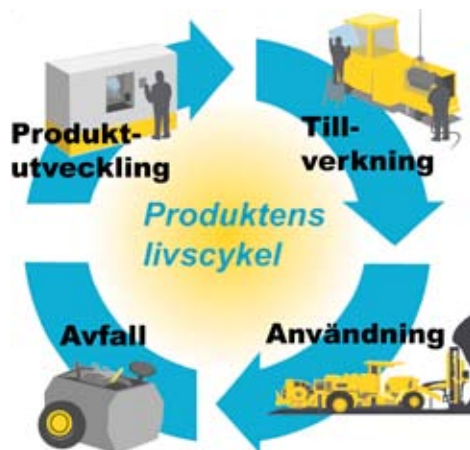 Produkt-
utveckling
Till-
verkning
Produktens
livscykel
Avfall
Användning